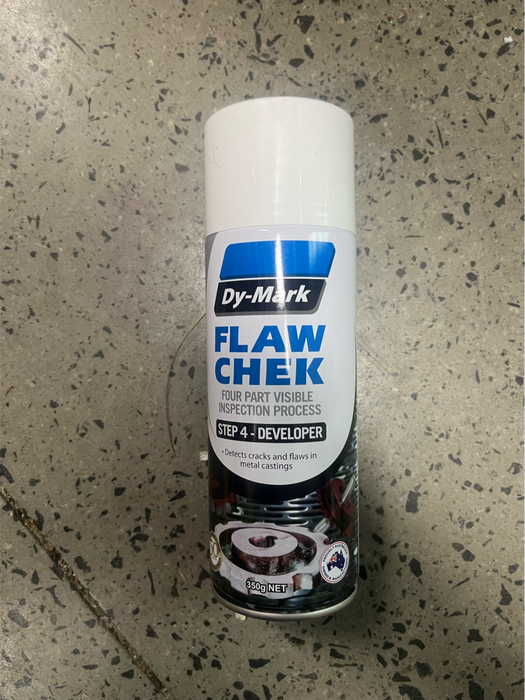 Dy-Mark
FLAW
CHEK
FOUR PART VISIBLE
INSPECTION PROCESS
STEP 4 - DEVELOPER
• Detects cracks and flaws in
metal castings
350g NET